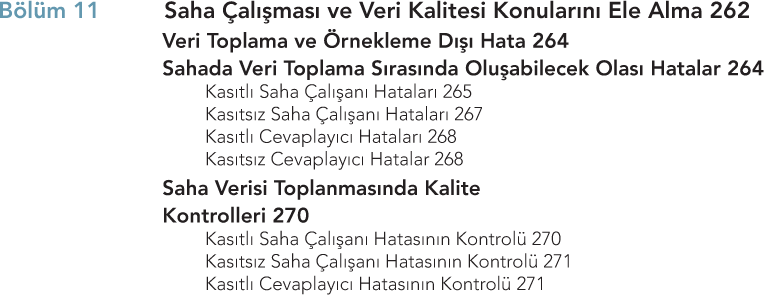 Bölüm 11 Saha Çalışması ve Veri Kalitesi Konularını Ele Alma 262
Veri Toplama ve Örnekleme Dışı Hata 264
Sahada Veri Toplama Sırasında Oluşabilecek Olası Hatalar 264
Kasıtlı Saha Çalışanı Hataları 265
Kasıtsız Saha Çalışanı Hataları 267
Kasıtlı Cevaplayıcı Hataları 268
Kasıtsız Cevaplayıcı Hatalar 268
Saha Verisi Toplanmasında Kalite
Kontrolleri 270
Kasıtlı Saha Çalışanı Hatasının Kontrolü 270
Kasıtsız Saha Çalışanı Hatasının Kontrolü 271
Kasıtlı Cevaplayıcı Hatasının Kontrolü 271